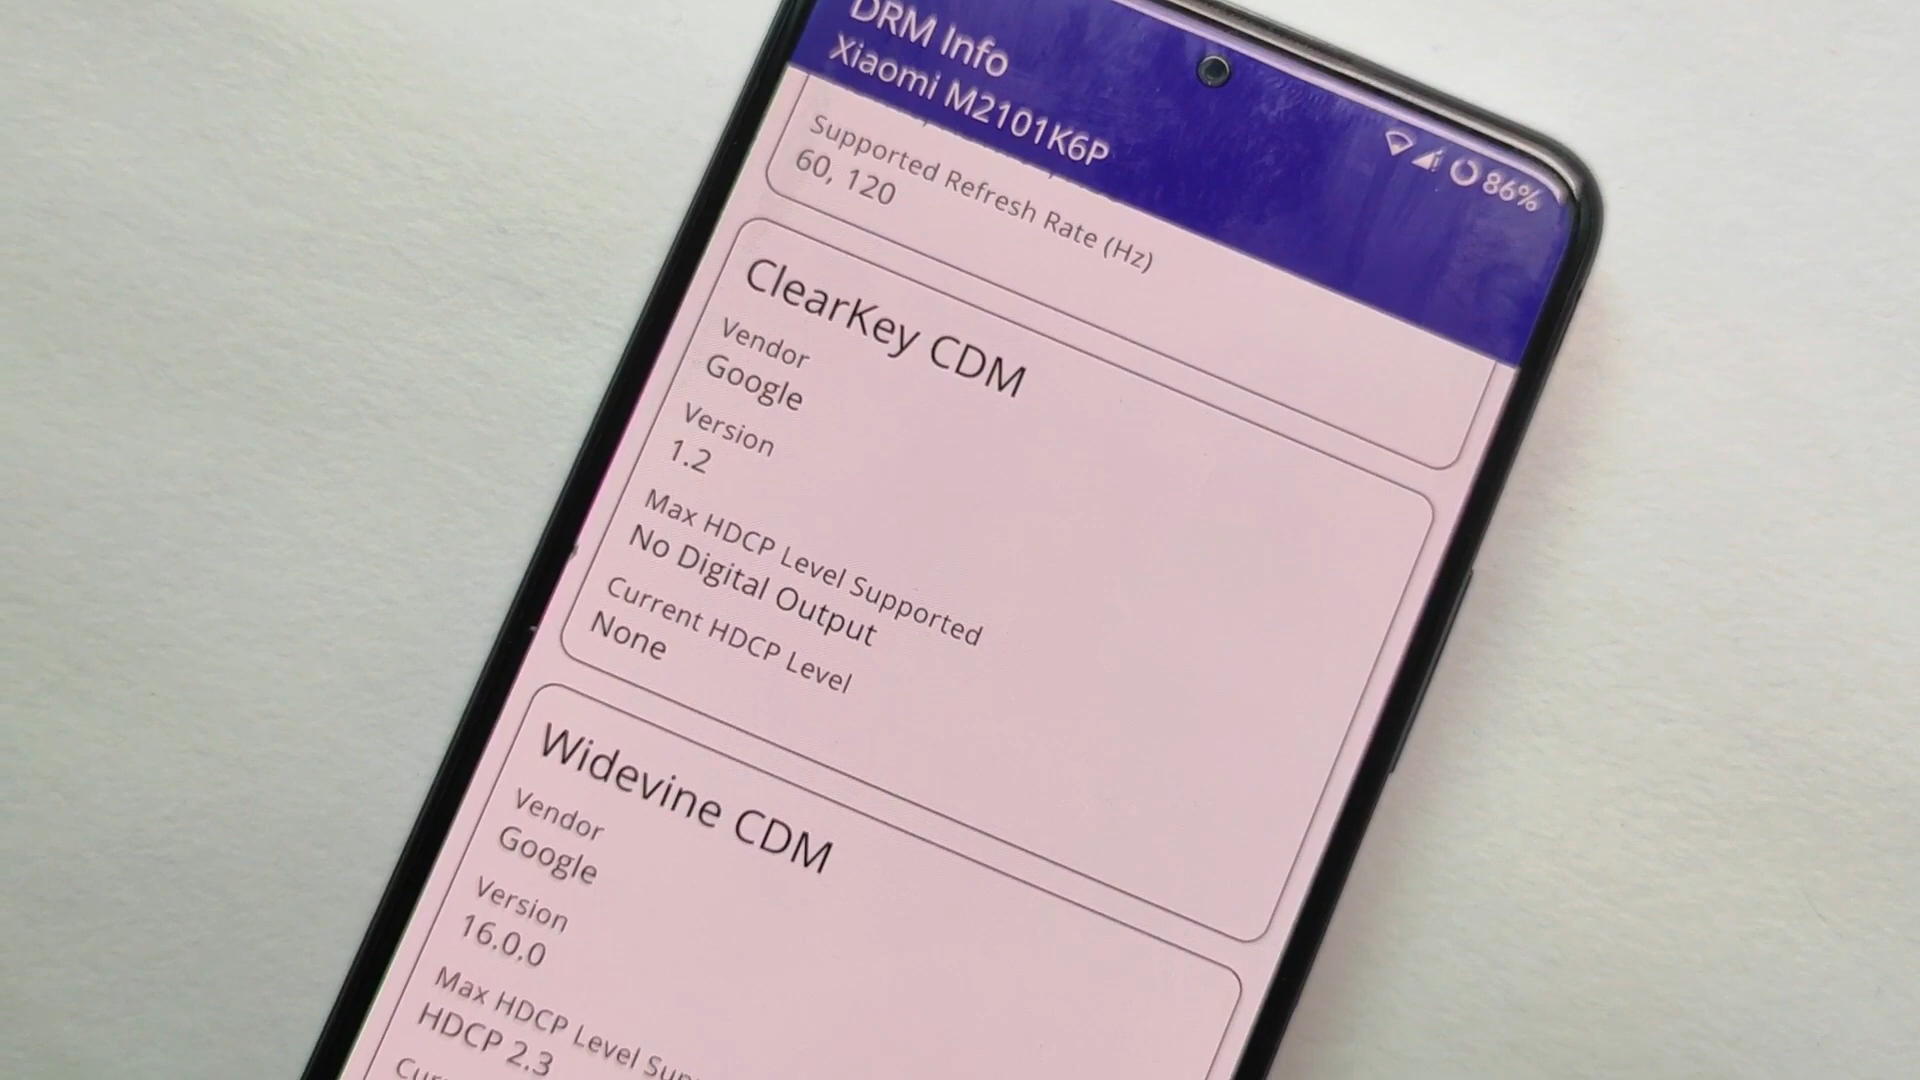 DRM Info
Xiaomi M2101K6P
86%
Supported Refresh Rate (Hz)
60, 120
ClearKey CDM
Vendor
Google
Version
1.2
Max HDCP Level Supported
No Digital Output
Current HDCP Level
None
Widevine CDM
Vendor
Google
Version
16.0.0
Max HDCP Level
HDCP 2.3